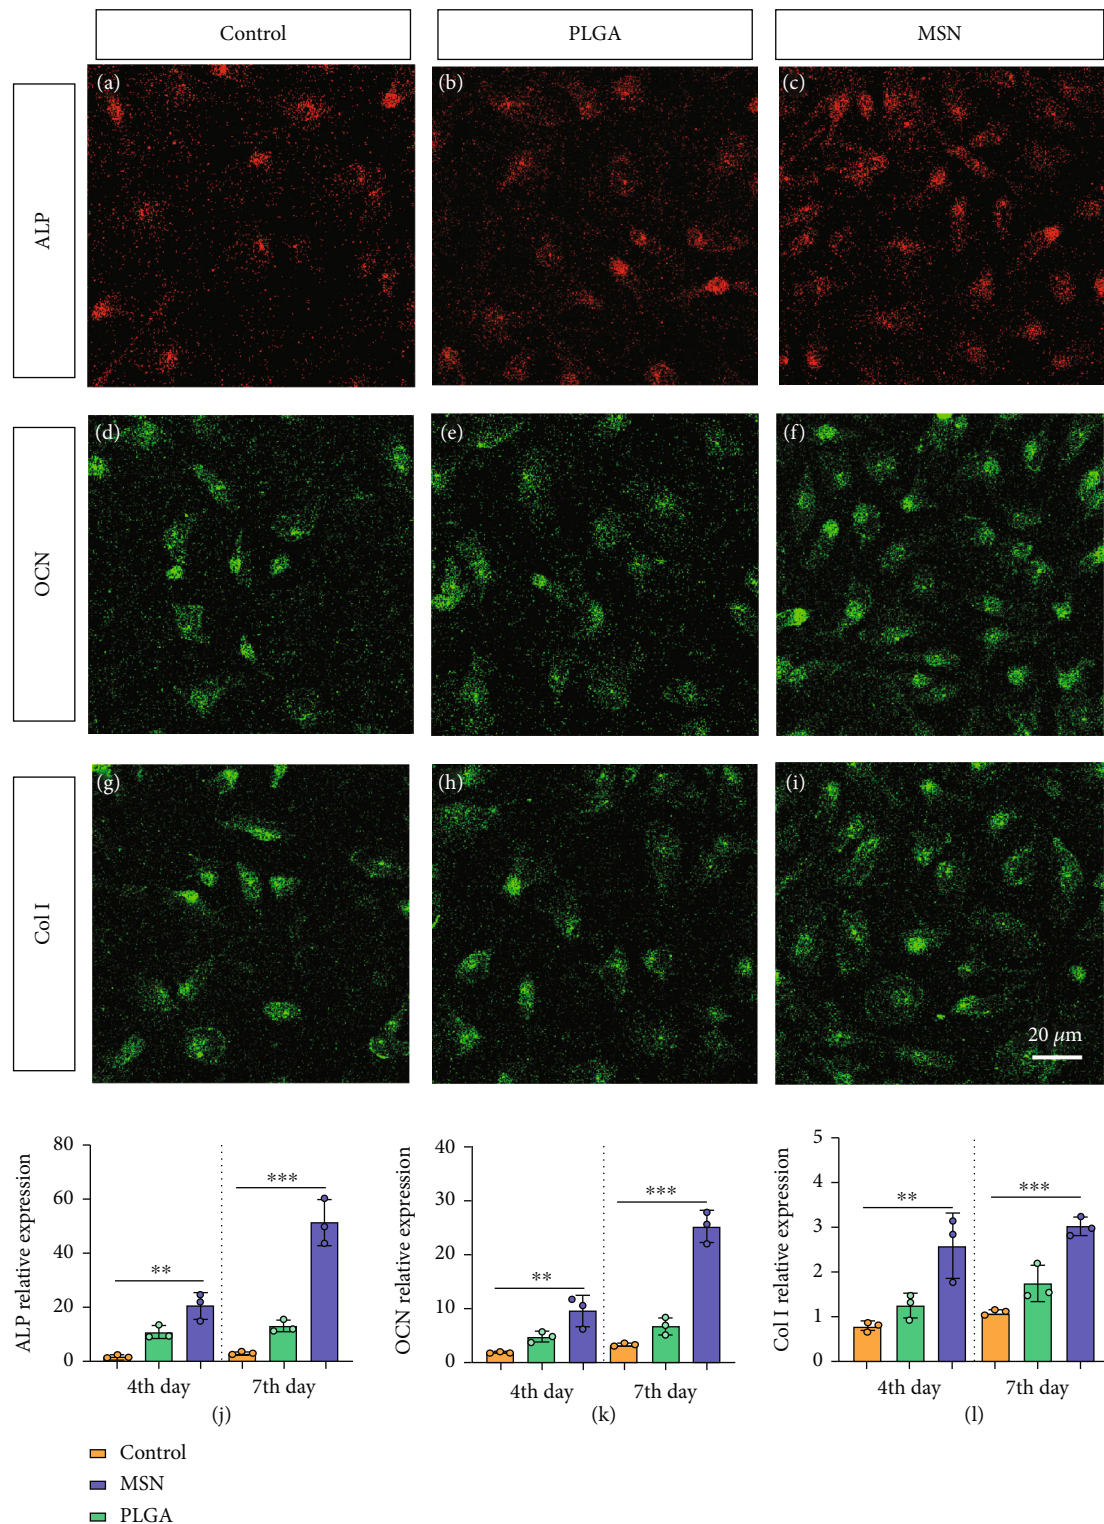 Control
PLGA
MSN
ALP
(a)
(b)
(c)
OCN
(d)
(e)
(f)
Col I
(g)
(h)
(i)
20 μm
ALP relative expression
80
60
40
20
0
**
***
4th day
7th day
(j)
OCN relative expression
40
30
20
10
0
**
***
4th day
7th day
(k)
Col I relative expression
5
4
3
2
1
0
**
***
4th day
7th day
(l)
Control
MSN
PLGA